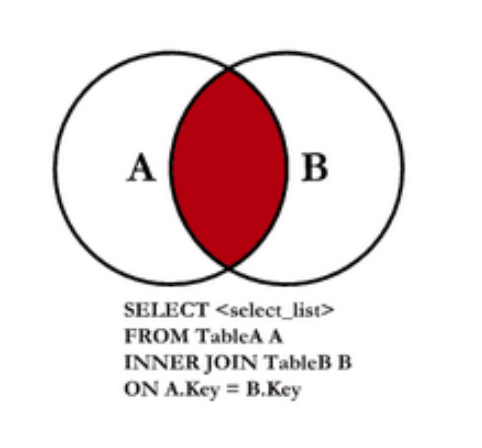 A B
SELECT <select_list>
FROM TableA A
INNER JOIN TableB B
ON A.Key = B.Key